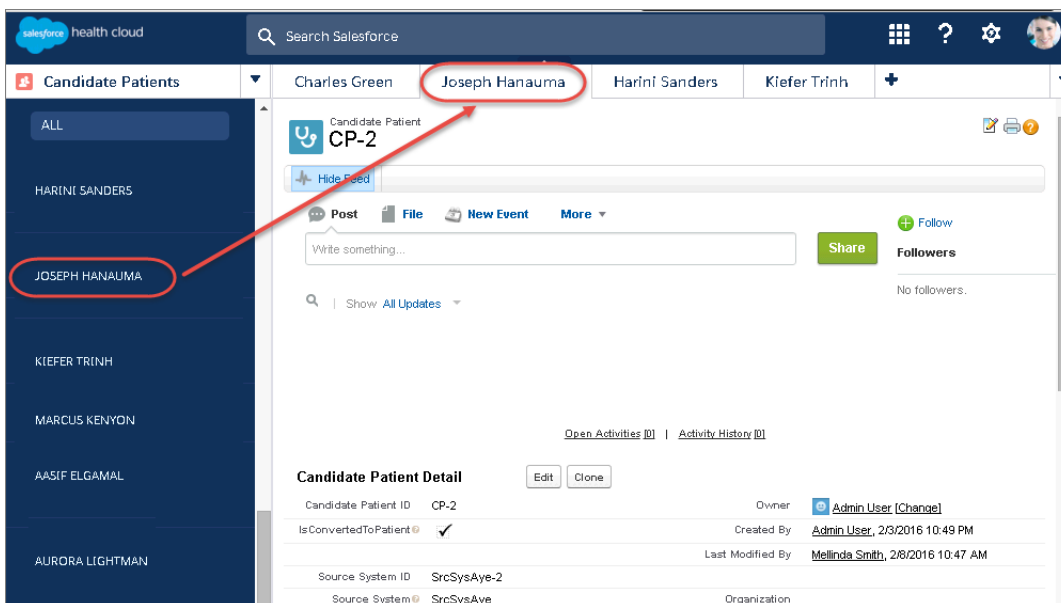 salesforce health cloud
Search Salesforce
?
Candidate Patients
Charles Green
Joseph Hanauma
Harini Sanders
Kiefer Trinh
ALL
HARINI SANDERS
JOSEPH HANAUMA
KIEFER TRINH
MARCUS KENYON
AASIF ELGAMAL
AURORA LIGHTMAN
Candidate Patient
CP-2
?
Hide Feed
Post File New Event More
Write something...
Share
Follow
Followers
No followers.
| Show All Updates
Open Activities [0] | Activity History [0]
Candidate Patient Detail Edit Clone
Candidate Patient ID CP-2 Owner Admin User [Change]
IsConvertedToPatient ? ✓ Created By Admin User, 2/3/2016 10:49 PM
Last Modified By Mellinda Smith, 2/8/2016 10:47 AM
Source System ID SrcSysAye-2
Source System ? SrcSysAye Organization